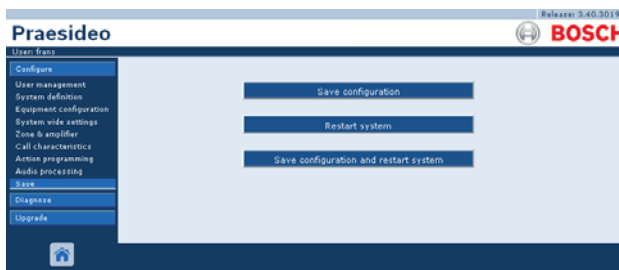 Release: 3.40.3019
Praesideo
BOSCH
User: frans
Configure
User management
System definition
Equipment configuration
System wide settings
Zone & amplifier
Call characteristics
Action programming
Audio processing
Save
Diagnose
Upgrade
Save configuration
Restart system
Save configuration and restart system